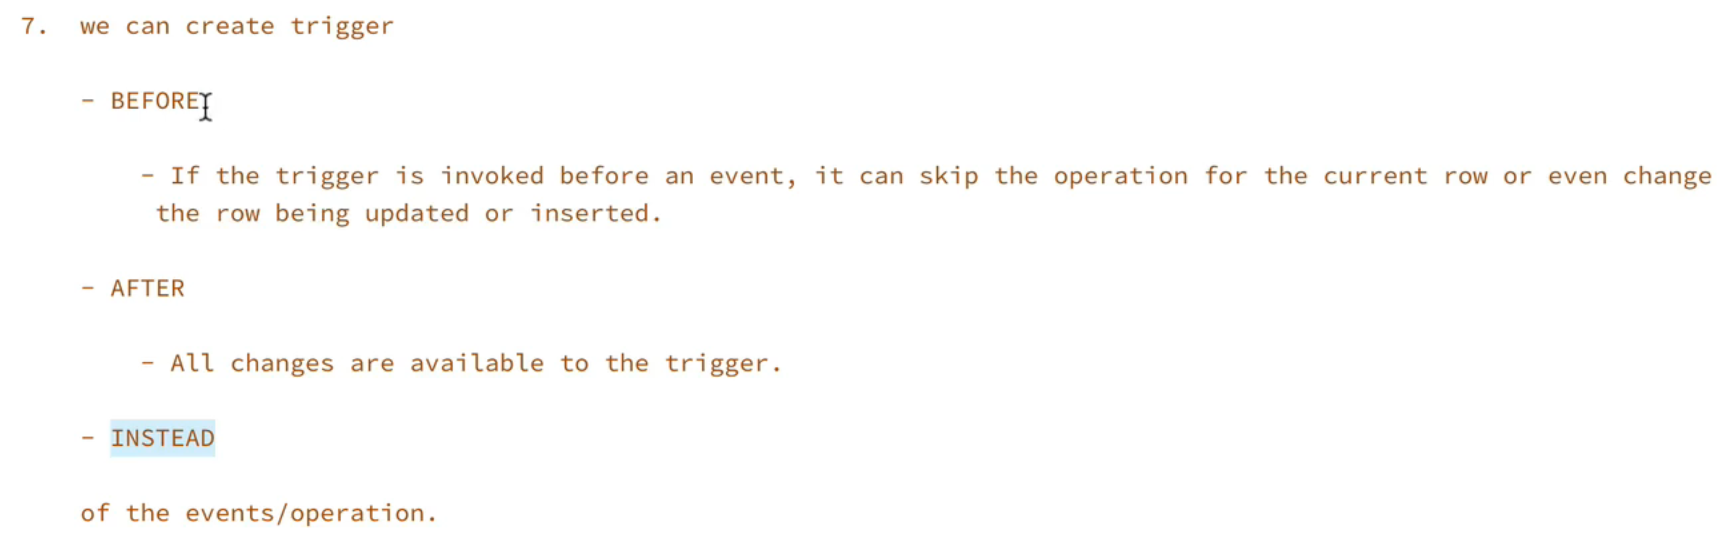 7. we can create trigger
- BEFORE
- If the trigger is invoked before an event, it can skip the operation for the current row or even change
the row being updated or inserted.
- AFTER
- All changes are available to the trigger.
- INSTEAD
of the events/operation.